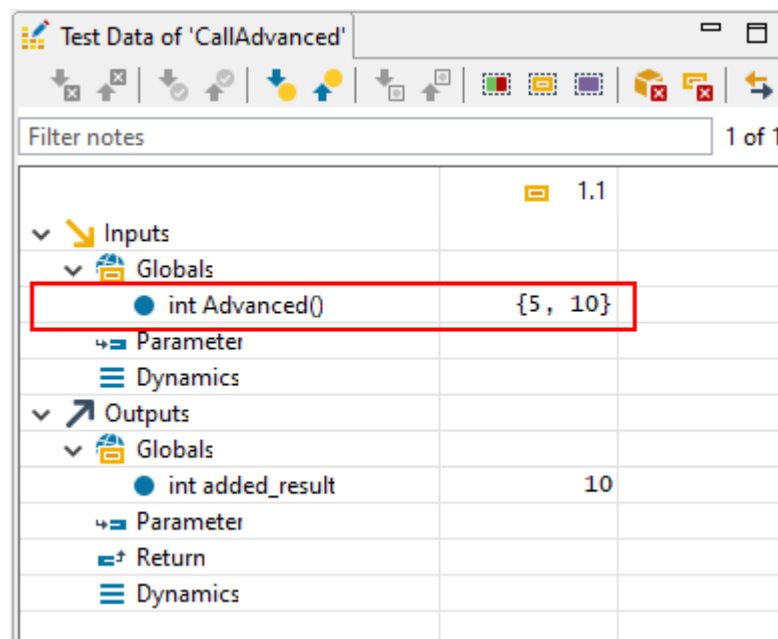 Test Data of 'CallAdvanced'
Filter notes
1 of 1
1.1
Inputs
Globals
int Advanced() {5, 10}
Parameter
Dynamics
Outputs
Globals
int added_result 10
Parameter
Return
Dynamics